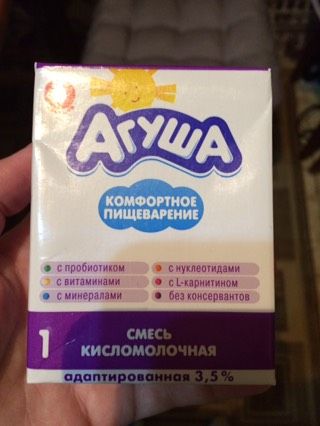 Агуша
КОМФОРТНОЕ
ПИЩЕВАРЕНИЕ
с пробиотиком
с нуклеотидами
с витаминами
с L-карнитином
с минералами
без консервантов
1
СМЕСЬ
КИСЛОМОЛОЧНАЯ
адаптированная 3,5%